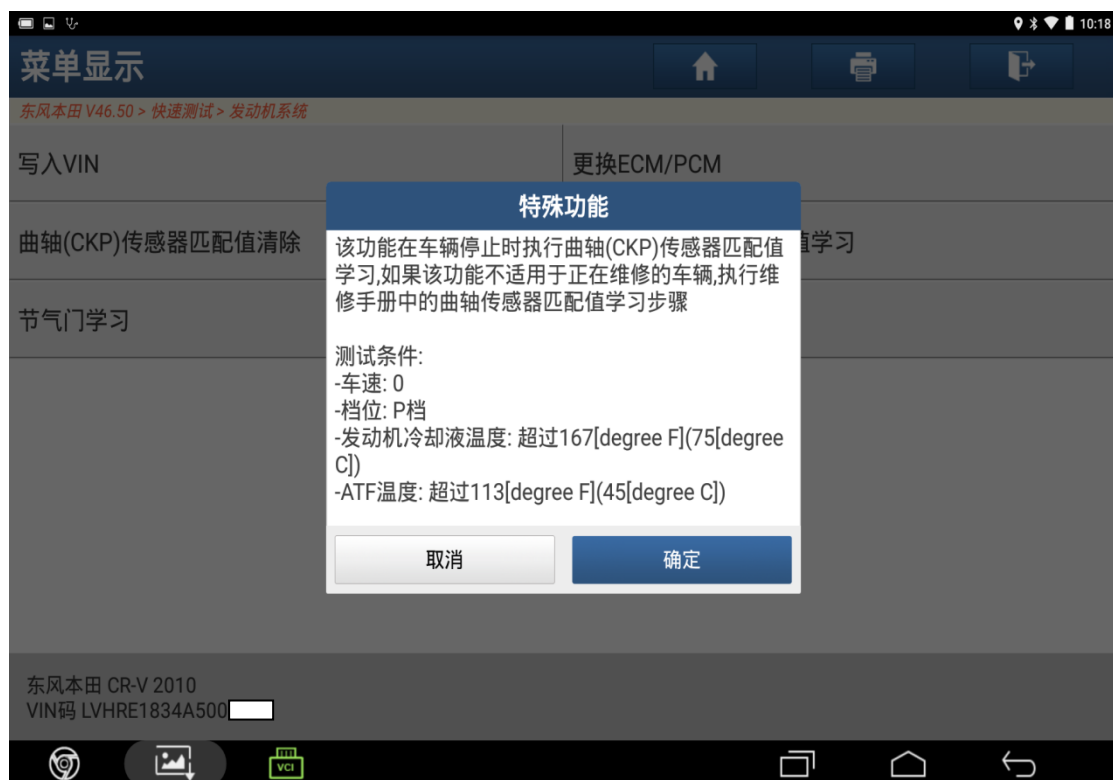 10:18
菜单显示
东风本田 V46.50 > 快速测试 > 发动机系统
写入VIN
更换ECM/PCM
特殊功能
曲轴(CKP)传感器匹配值清除
值学习
该功能在车辆停止时执行曲轴(CKP)传感器匹配值
学习,如果该功能不适用于正在维修的车辆,执行维
修手册中的曲轴传感器匹配值学习步骤
节气门学习
测试条件:
-车速: 0
-档位: P档
-发动机冷却液温度: 超过167[degree F](75[degree
C])
-ATF温度: 超过113[degree F](45[degree C])
取消
确定
东风本田 CR-V 2010
VIN码 LVHRE1834A500
VCI